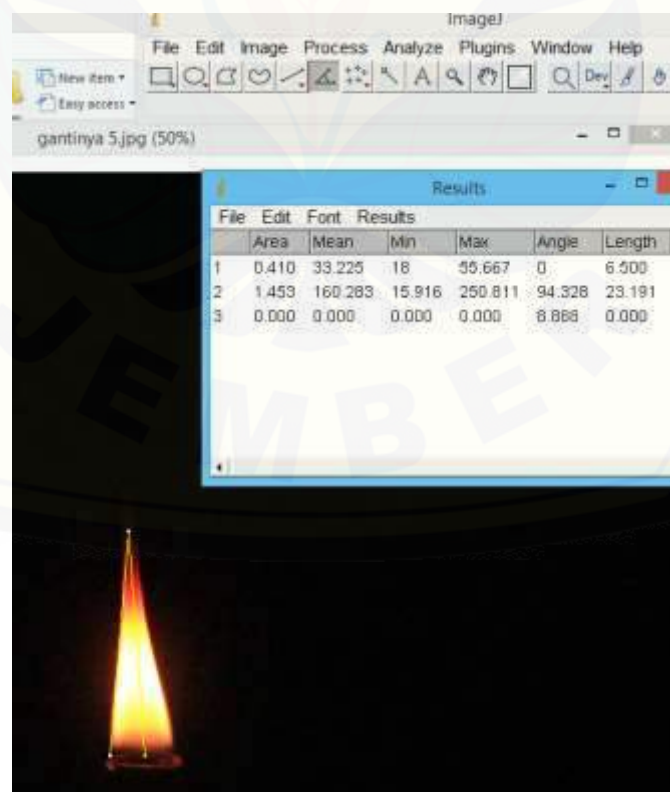 ImageJ
File Edit Image Process Analyze Plugins Window Help
New item
Easy access
A Dev
gantinya 5.jpg (50%)
Results
File Edit Font Results
Area Mean Min Max Angle Length
1 0.410 33.225 18 55.667 0 6.500
2 1.453 160.283 15.916 250.811 94.328 23.191
3 0.000 0.000 0.000 0.000 8.868 0.000
JEMBER